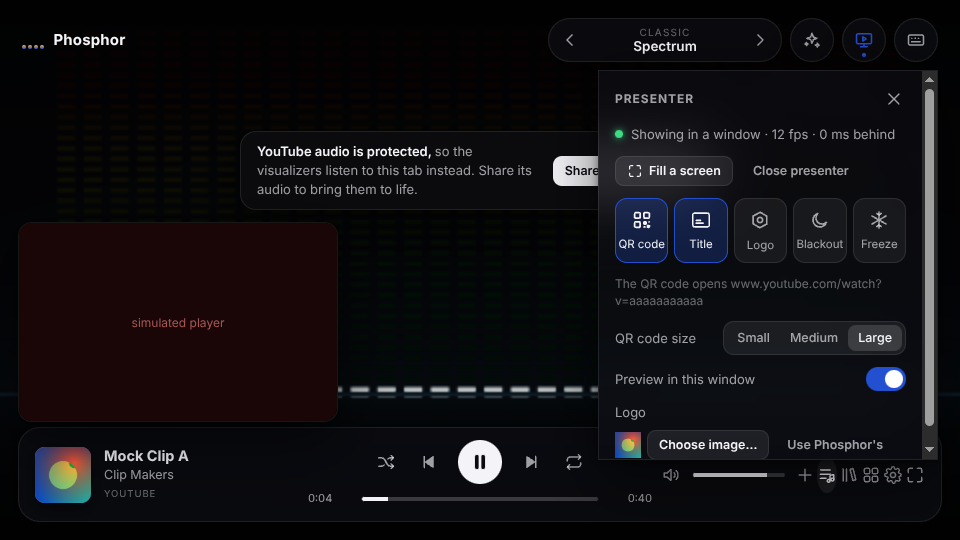 Phosphor
CLASSIC
Spectrum
PRESENTER
Showing in a window · 12 fps · 0 ms behind
Fill a screen
Close presenter
QR code
Title
Logo
Blackout
Freeze
The QR code opens www.youtube.com/watch?
v=aaaaaaaaaaa
QR code size
Small
Medium
Large
Preview in this window
Logo
Choose image...
Use Phosphor's
YouTube audio is protected, so the
visualizers listen to this tab instead. Share its
audio to bring them to life.
Share
simulated player
Mock Clip A
Clip Makers
YOUTUBE
0:04
0:40